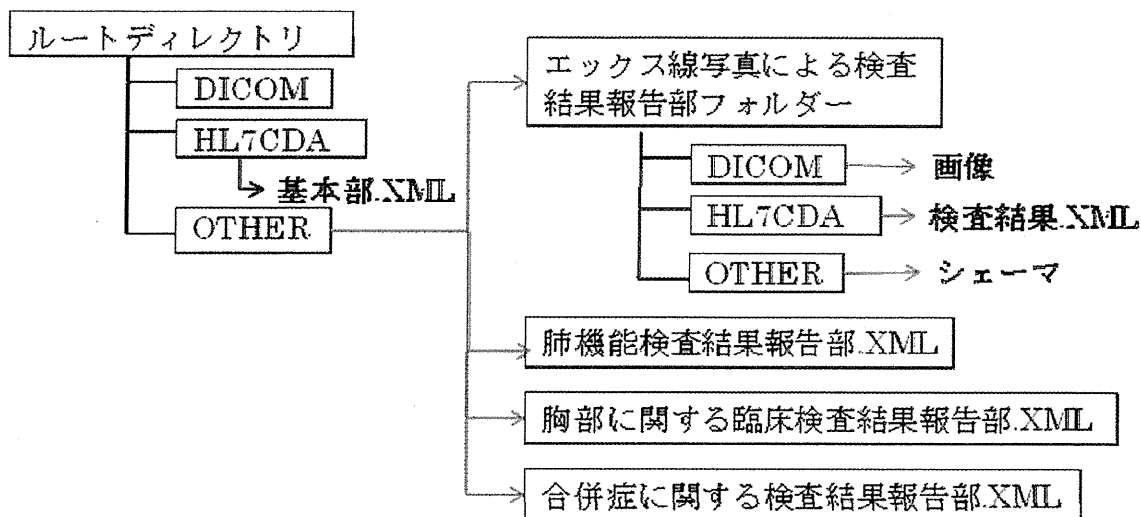 ルートディレクトリ
DICOM
HL7CDA
基本部.XML
OTHER
エックス線写真による検査
結果報告部フォルダー
DICOM
画像
HL7CDA
検査結果.XML
OTHER
シェーマ
肺機能検査結果報告部.XML
胸部に関する臨床検査結果報告部.XML
合併症に関する検査結果報告部.XML